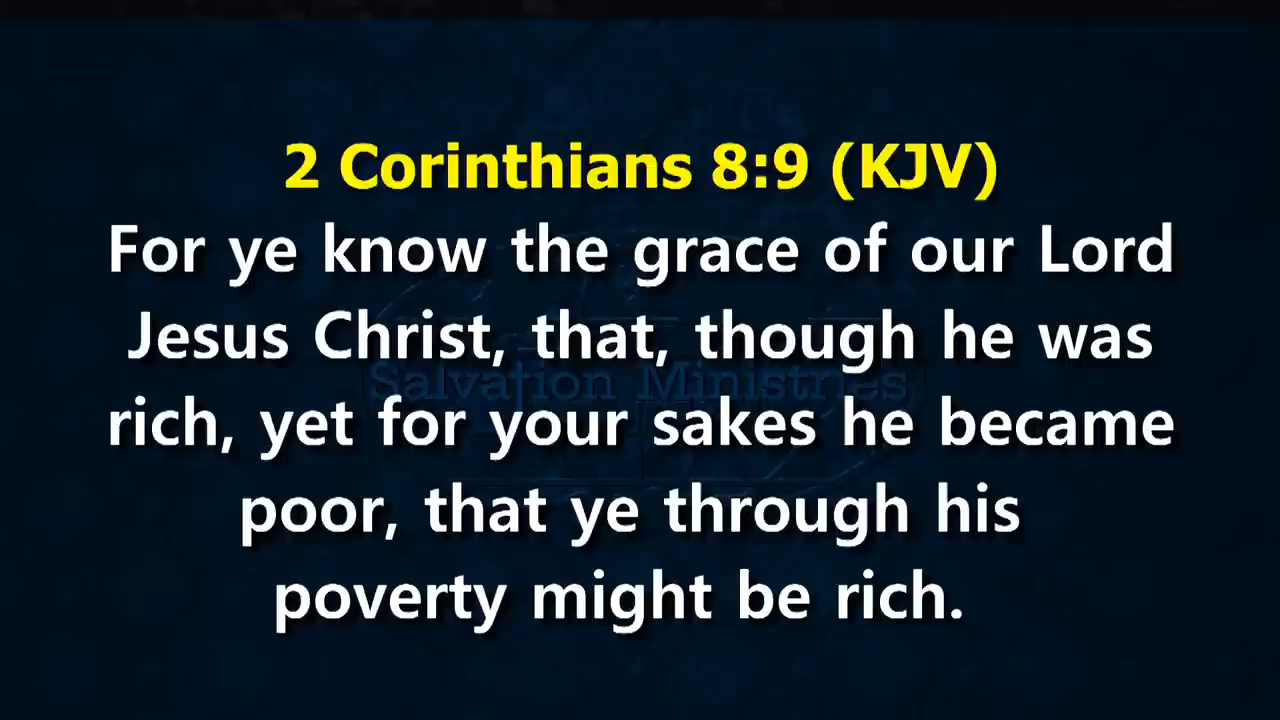 2 Corinthians 8:9 (KJV)
For ye know the grace of our Lord
Jesus Christ, that, though he was
Salvation Ministries
rich, yet for your sakes he became
poor, that ye through his
poverty might be rich.